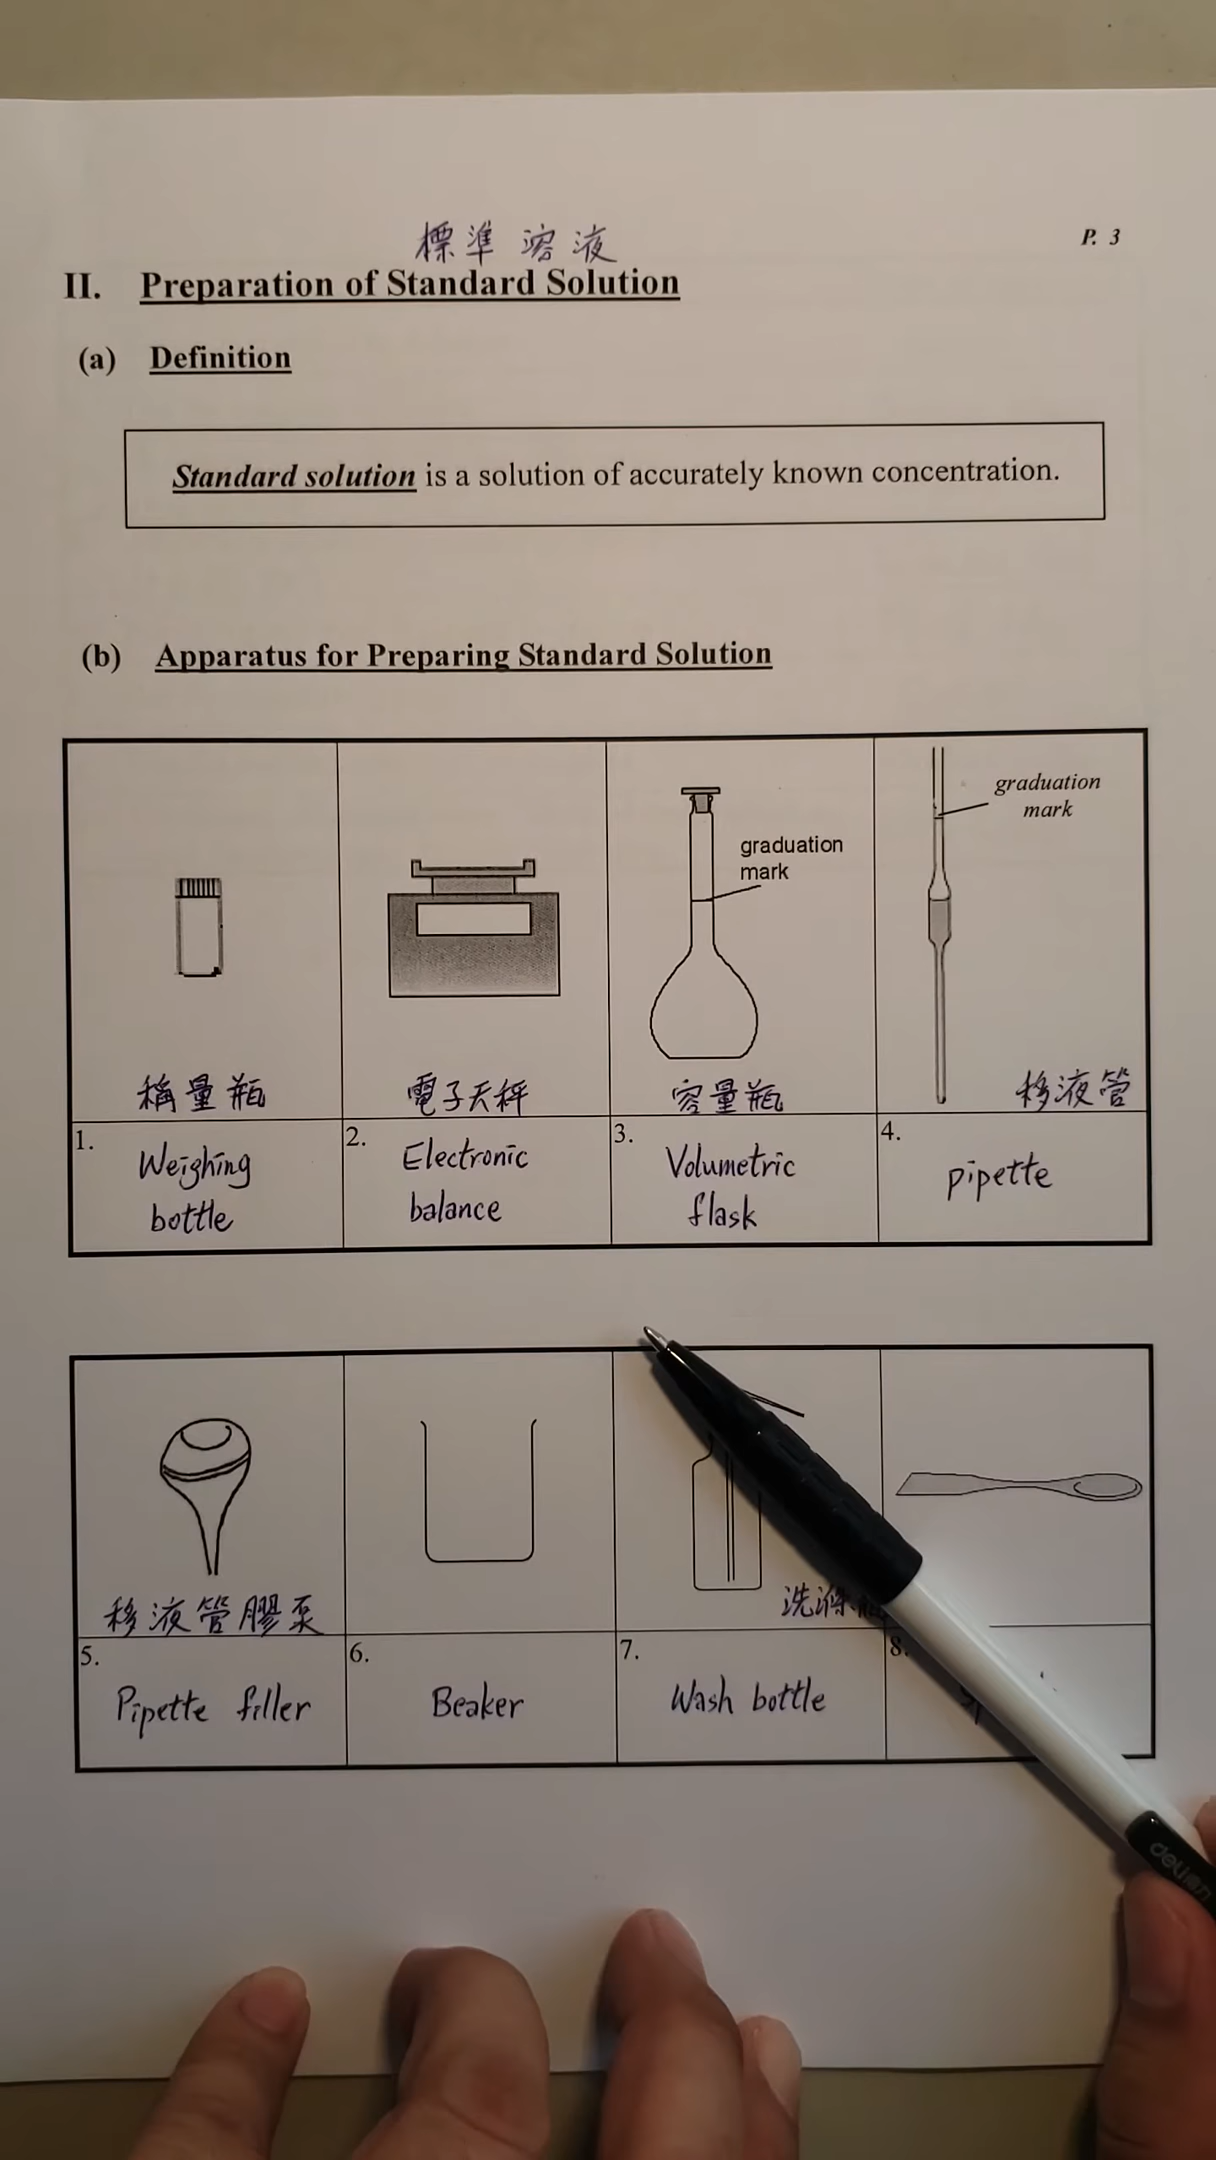 標準溶液
P. 3
II. Preparation of Standard Solution
(a) Definition
Standard solution is a solution of accurately known concentration.
(b) Apparatus for Preparing Standard Solution
graduation
mark
graduation
mark
稱量瓶
電子天秤
容量瓶
移液管
1. Weighing
bottle
2. Electronic
balance
3. Volumetric
flask
4. pipette
移液管膠泵
洗滌
5. Pipette filler
6. Beaker
7. Wash bottle
8.
deli